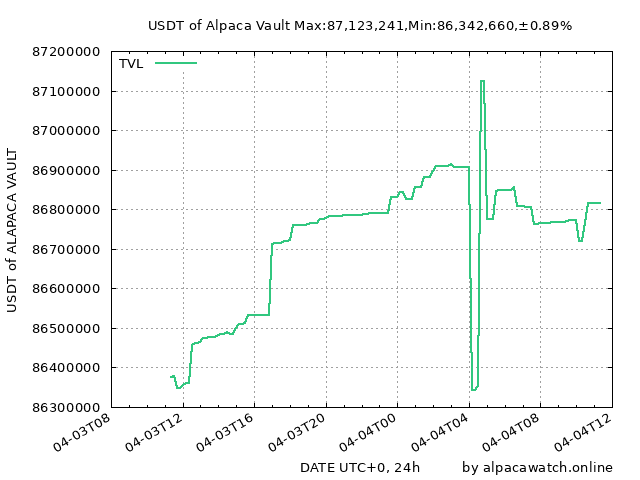 USDT of Alpaca Vault Max:87,123,241,Min:86,342,660,±0.89%
87200000
TVL
87100000
87000000
86900000
86800000
86700000
86600000
86500000
86400000
86300000
USDT of ALAPACA VAULT
04-03T08
04-03T12
04-03T16
04-03T20
04-04T00
04-04T04
04-04T08
04-04T12
DATE UTC+0, 24h
by alpacawatch.online